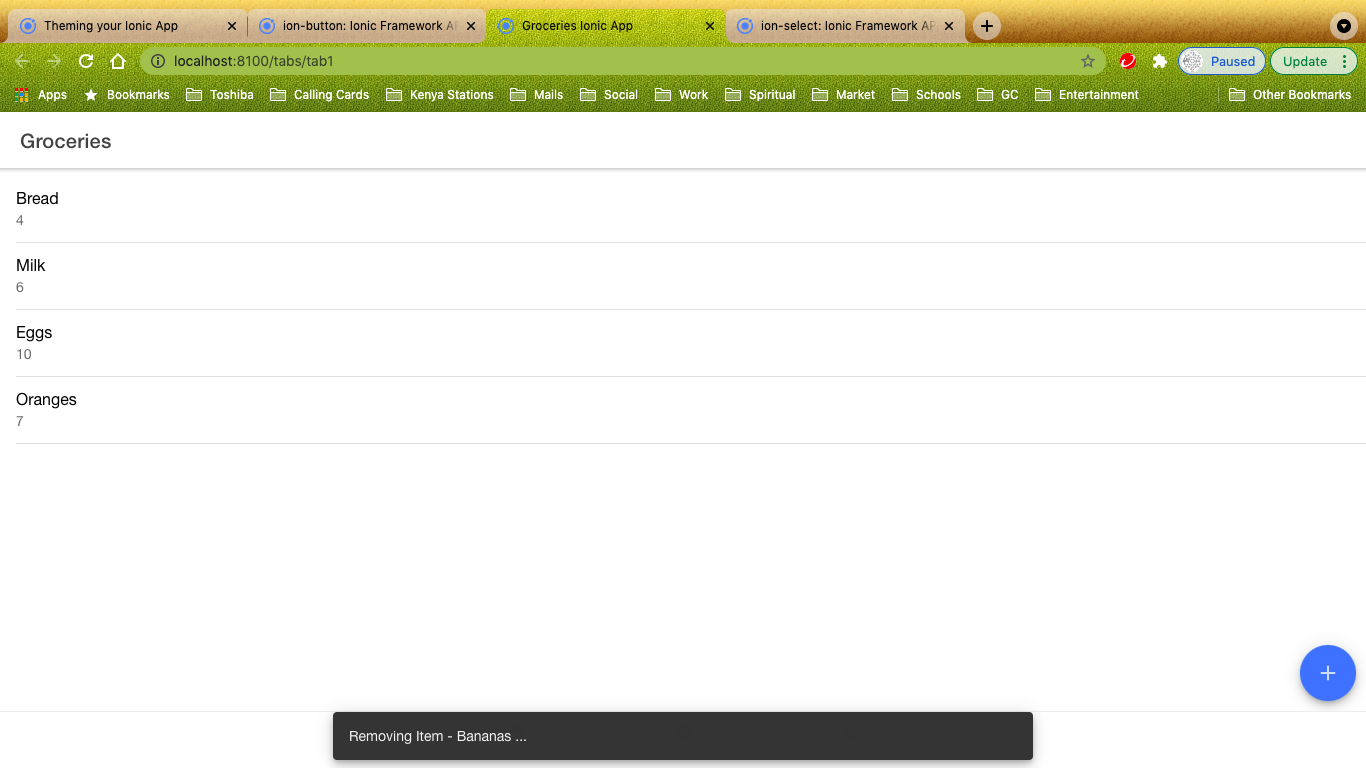 Theming your Ionic App
ion-button: Ionic Framework AP
Groceries Ionic App
ion-select: Ionic Framework AP
localhost:8100/tabs/tab1
Paused
Update
Apps
Bookmarks
Toshiba
Calling Cards
Kenya Stations
Mails
Social
Work
Spiritual
Market
Schools
GC
Entertainment
Other Bookmarks
Groceries
Bread
4
Milk
6
Eggs
10
Oranges
7
Removing Item - Bananas ...